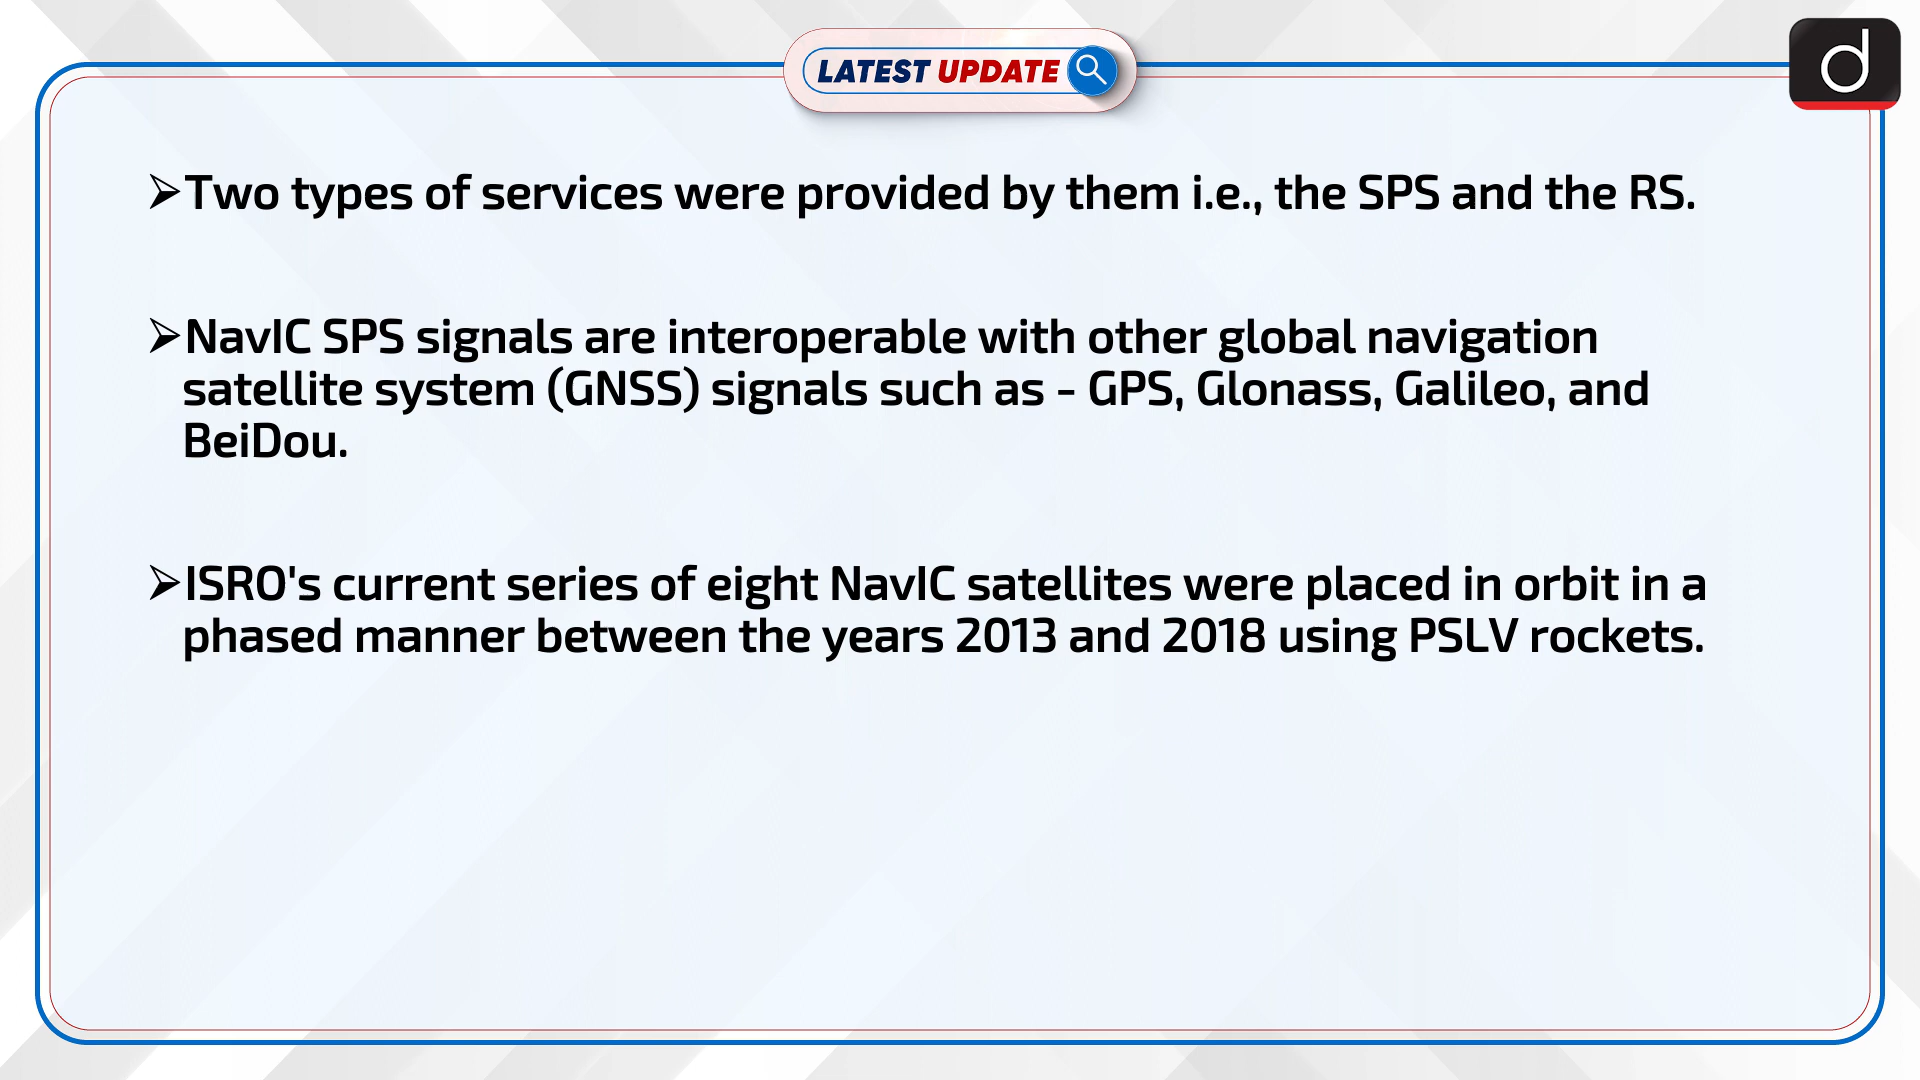 LATEST UPDATE
d
➢Two types of services were provided by them i.e., the SPS and the RS.
➢NavIC SPS signals are interoperable with other global navigation
satellite system (GNSS) signals such as - GPS, Glonass, Galileo, and
BeiDou.
➢ISRO's current series of eight NavIC satellites were placed in orbit in a
phased manner between the years 2013 and 2018 using PSLV rockets.